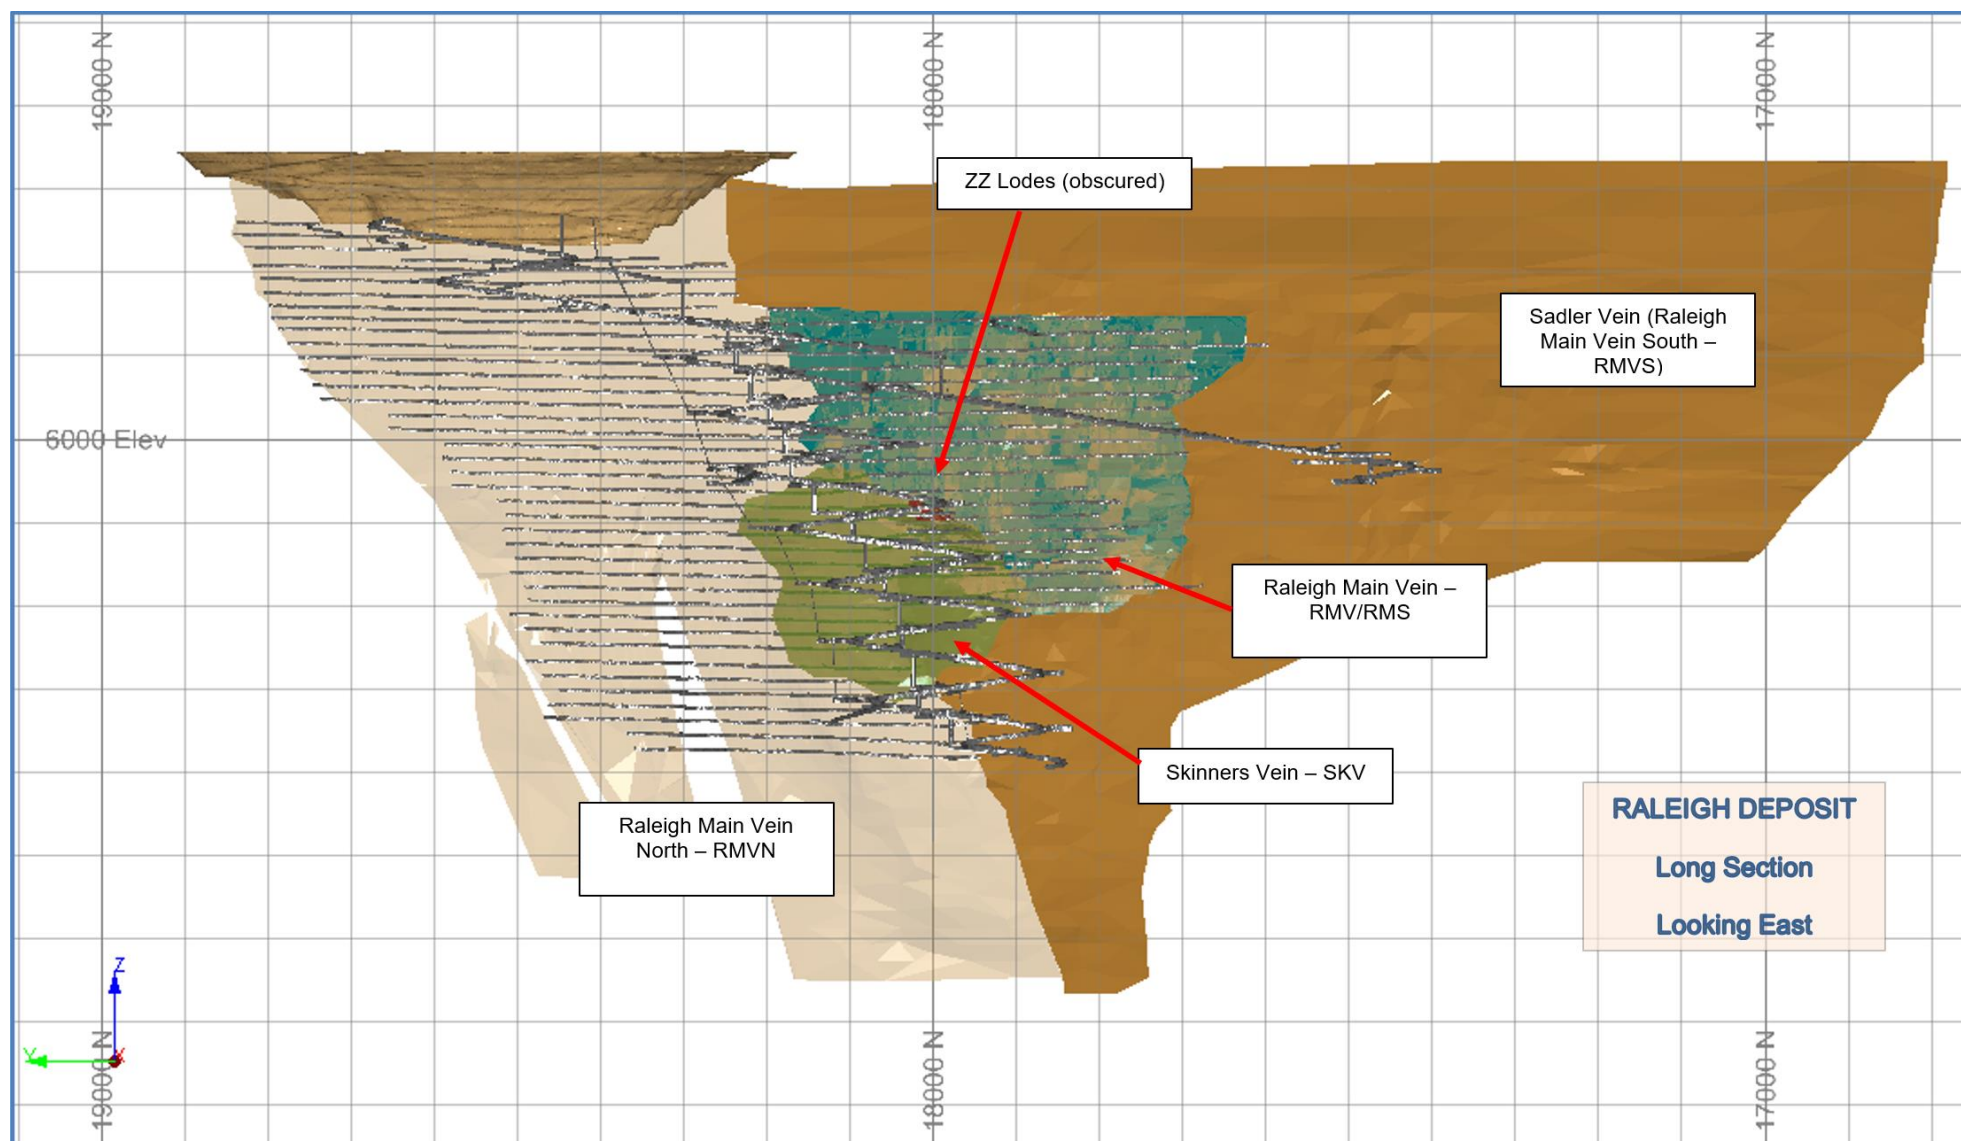 19000 N
18000 N
17000 N
ZZ Lodes (obscured)
Sadler Vein (Raleigh
Main Vein South –
RMVS)
6000 Elev
Raleigh Main Vein –
RMV/RMS
Skinners Vein – SKV
Raleigh Main Vein
North – RMVN
RALEIGH DEPOSIT
Long Section
Looking East
Z
Y
X
19000 N
18000 N
17000 N